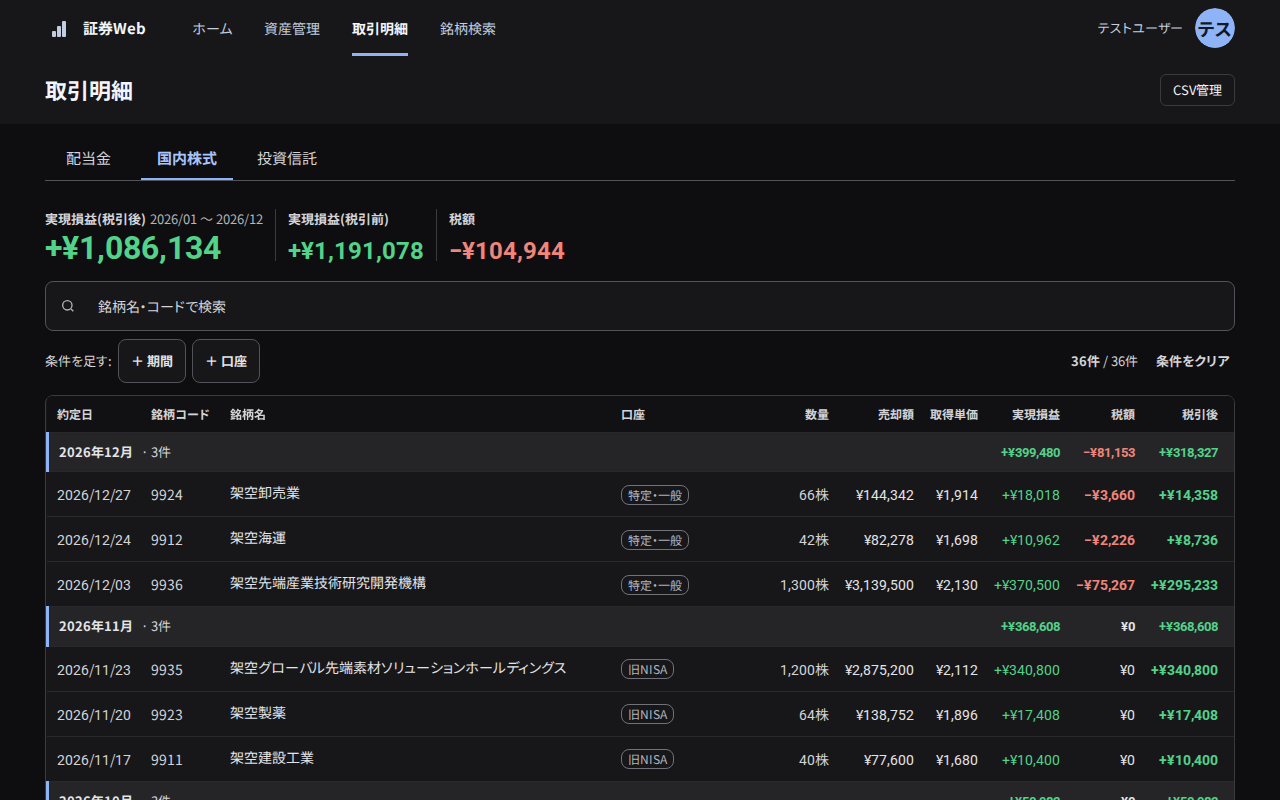 証券Web ホーム 資産管理 取引明細 銘柄検索 テストユーザー テス
取引明細 CSV管理
配当金 国内株式 投資信託
実現損益(税引後) 2026/01 〜 2026/12 実現損益(税引前) 税額
+¥1,086,134 +¥1,191,078 −¥104,944
銘柄名・コードで検索
条件を足す: + 期間 + 口座 36件 / 36件 条件をクリア
約定日 銘柄コード 銘柄名 口座 数量 売却額 取得単価 実現損益 税額 税引後
2026年12月 · 3件 +¥399,480 −¥81,153 +¥318,327
2026/12/27 9924 架空卸売業 特定・一般 66株 ¥144,342 ¥1,914 +¥18,018 −¥3,660 +¥14,358
2026/12/24 9912 架空海運 特定・一般 42株 ¥82,278 ¥1,698 +¥10,962 −¥2,226 +¥8,736
2026/12/03 9936 架空先端産業技術研究開発機構 特定・一般 1,300株 ¥3,139,500 ¥2,130 +¥370,500 −¥75,267 +¥295,233
2026年11月 · 3件 +¥368,608 ¥0 +¥368,608
2026/11/23 9935 架空グローバル先端素材ソリューションホールディングス 旧NISA 1,200株 ¥2,875,200 ¥2,112 +¥340,800 ¥0 +¥340,800
2026/11/20 9923 架空製薬 旧NISA 64株 ¥138,752 ¥1,896 +¥17,408 ¥0 +¥17,408
2026/11/17 9911 架空建設工業 旧NISA 40株 ¥77,600 ¥1,680 +¥10,400 ¥0 +¥10,400
2026年10月